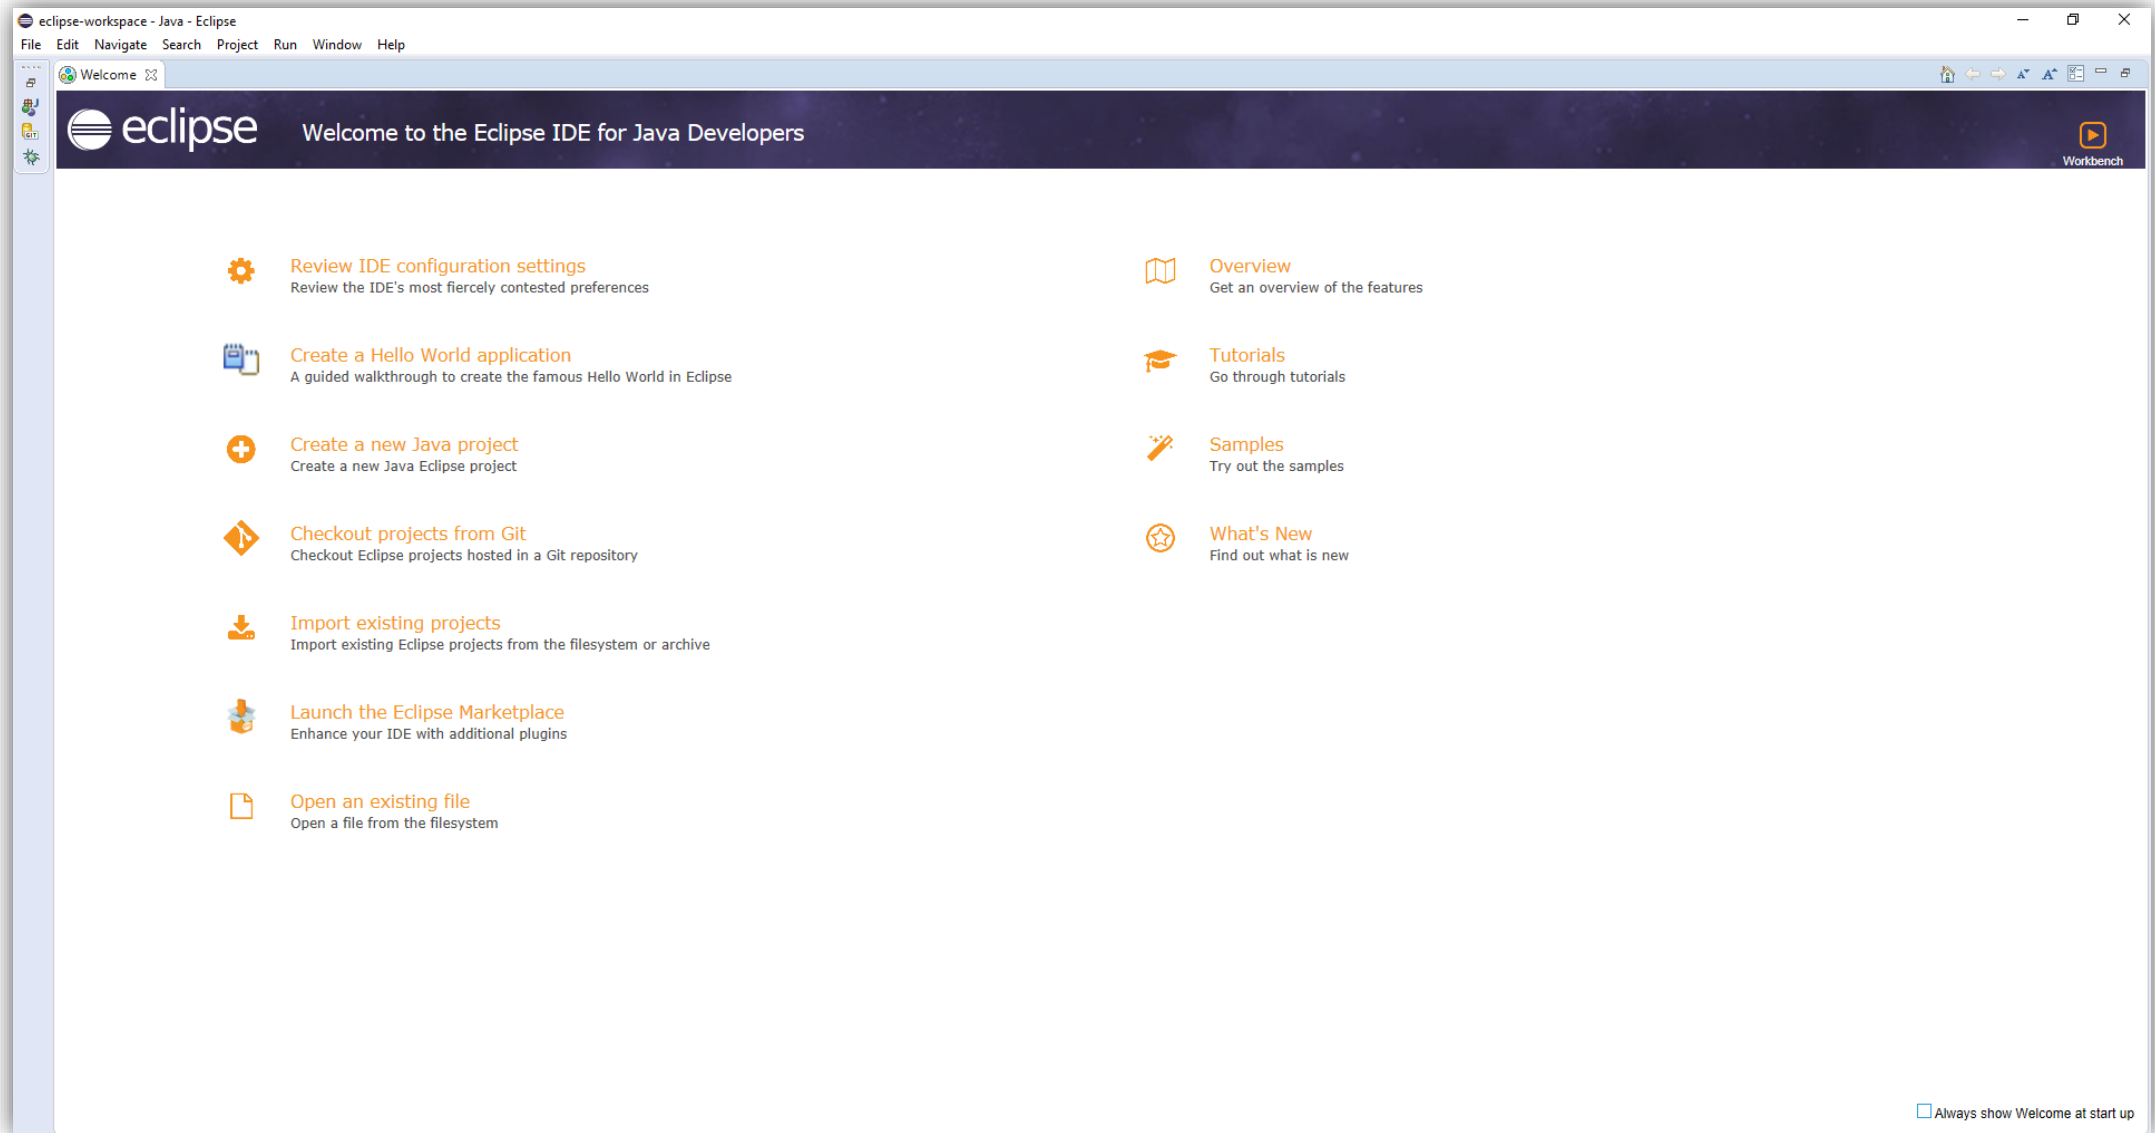 eclipse-workspace - Java - Eclipse
File Edit Navigate Search Project Run Window Help
Welcome
eclipse Welcome to the Eclipse IDE for Java Developers
Workbench
Review IDE configuration settings
Review the IDE's most fiercely contested preferences
Create a Hello World application
A guided walkthrough to create the famous Hello World in Eclipse
Create a new Java project
Create a new Java Eclipse project
Checkout projects from Git
Checkout Eclipse projects hosted in a Git repository
Import existing projects
Import existing Eclipse projects from the filesystem or archive
Launch the Eclipse Marketplace
Enhance your IDE with additional plugins
Open an existing file
Open a file from the filesystem
Overview
Get an overview of the features
Tutorials
Go through tutorials
Samples
Try out the samples
What's New
Find out what is new
Always show Welcome at start up